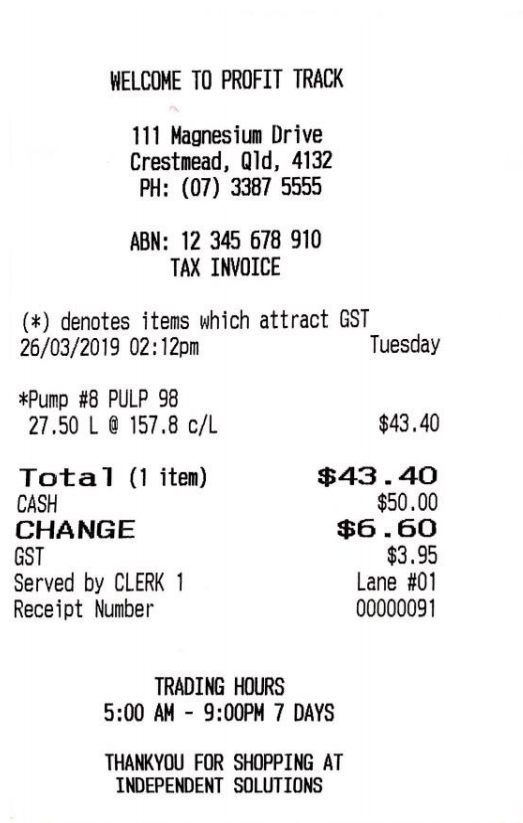 WELCOME TO PROFIT TRACK
111 Magnesium Drive
Crestmead, Qld, 4132
PH: (07) 3387 5555
ABN: 12 345 678 910
TAX INVOICE
(*) denotes items which attract GST
26/03/2019 02:12pm Tuesday
*Pump #8 PULP 98
27.50 L @ 157.8 c/L $43.40
Total (1 item) $43.40
CASH $50.00
CHANGE $6.60
GST $3.95
Served by CLERK 1 Lane #01
Receipt Number 00000091
TRADING HOURS
5:00 AM - 9:00PM 7 DAYS
THANKYOU FOR SHOPPING AT
INDEPENDENT SOLUTIONS